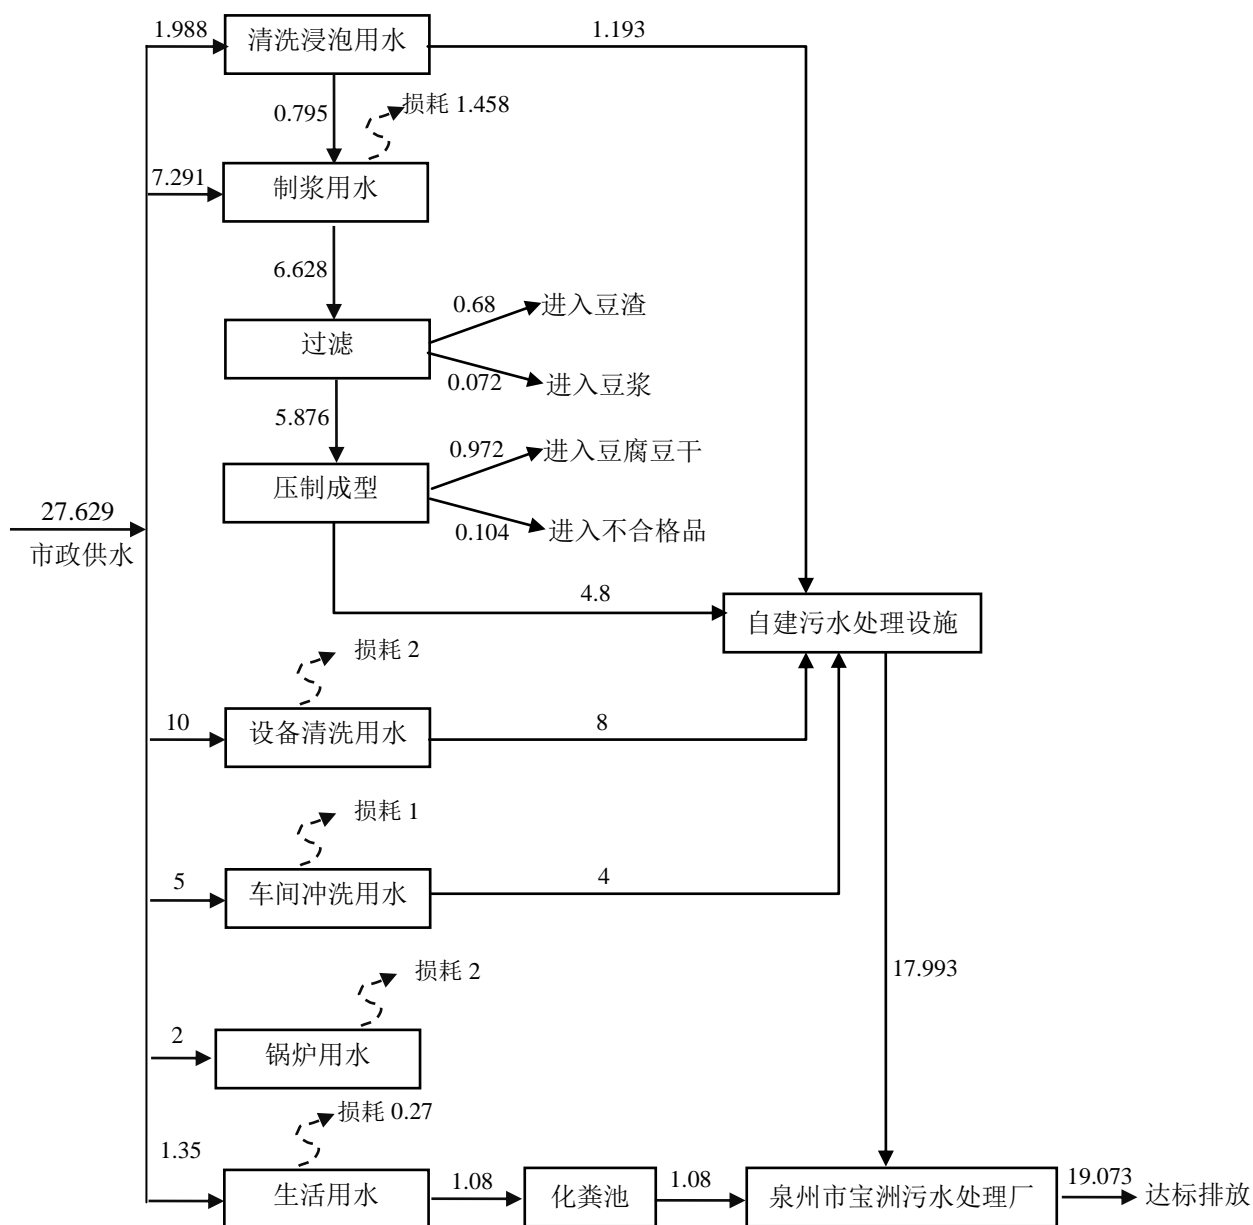 1.988
清洗浸泡用水
1.193
0.795
损耗 1.458
7.291
制浆用水
6.628
0.68
进入豆渣
过滤
0.072
进入豆浆
5.876
0.972
进入豆腐豆干
压制成型
0.104
进入不合格品
27.629
市政供水
4.8
自建污水处理设施
损耗 2
10
设备清洗用水
8
损耗 1
5
车间冲洗用水
4
17.993
损耗 2
2
锅炉用水
损耗 0.27
1.35
生活用水
1.08
化粪池
1.08
泉州市宝洲污水处理厂
19.073
达标排放